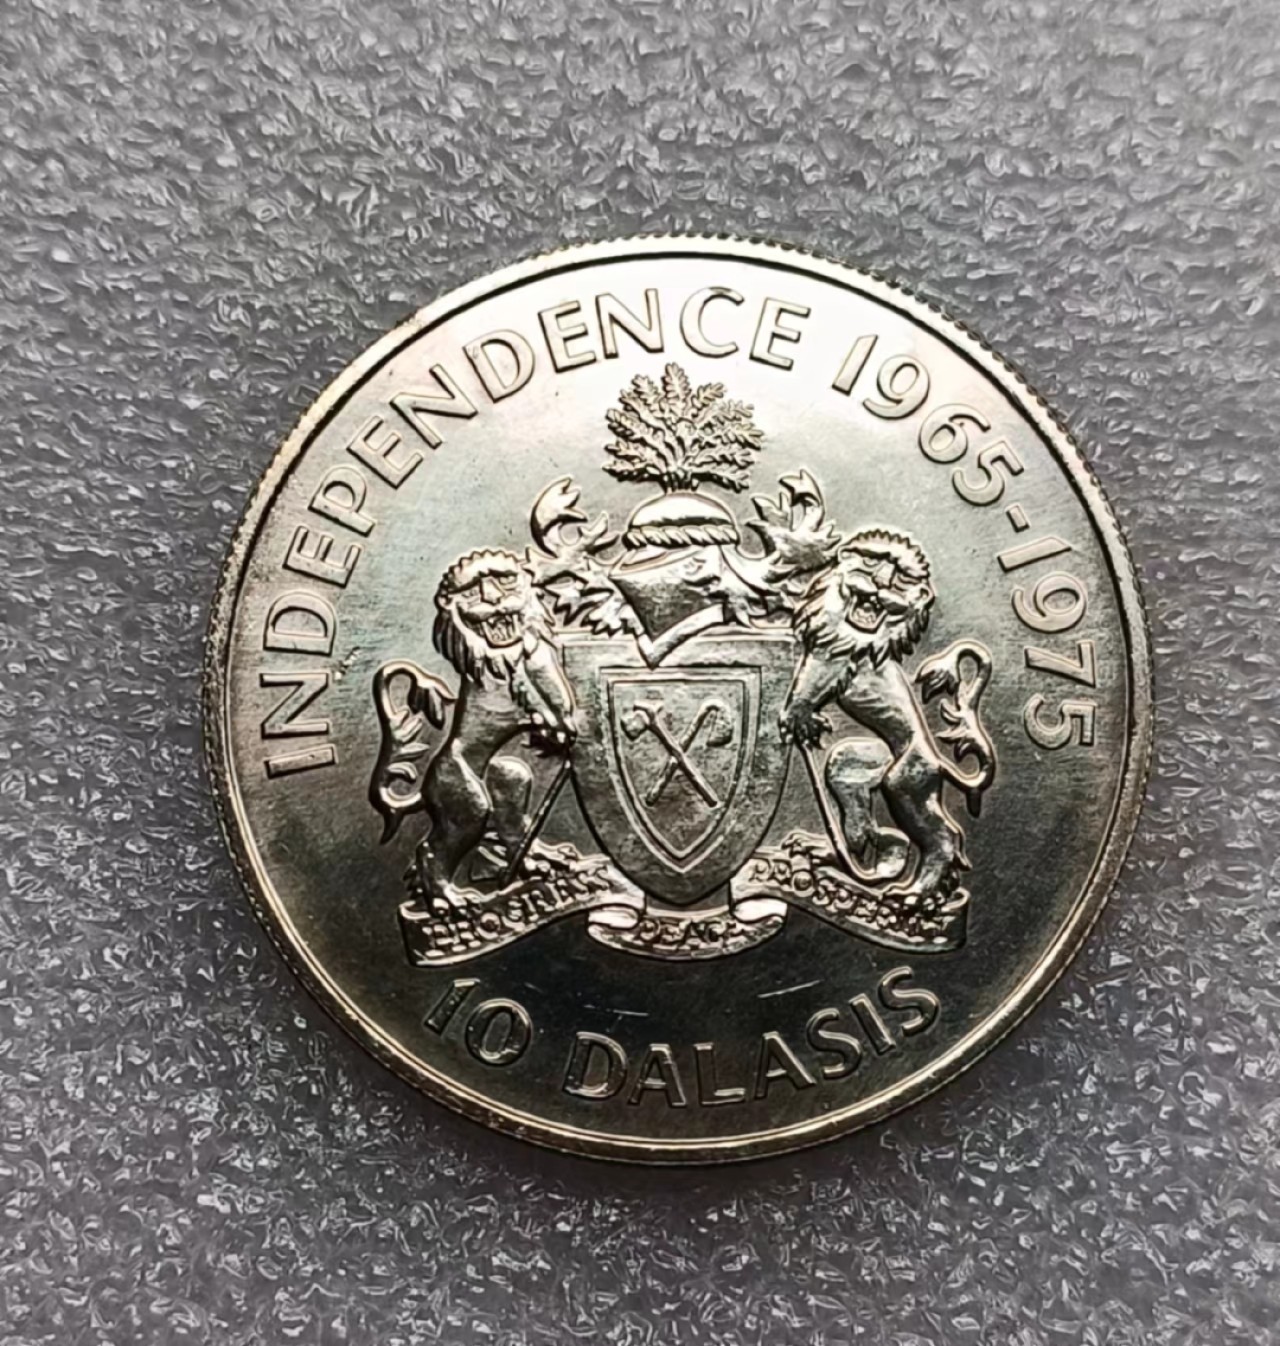 INDEPENDENCE 1965-1975
PROGRESS PEACE PROSPERITY
10 DALASIS